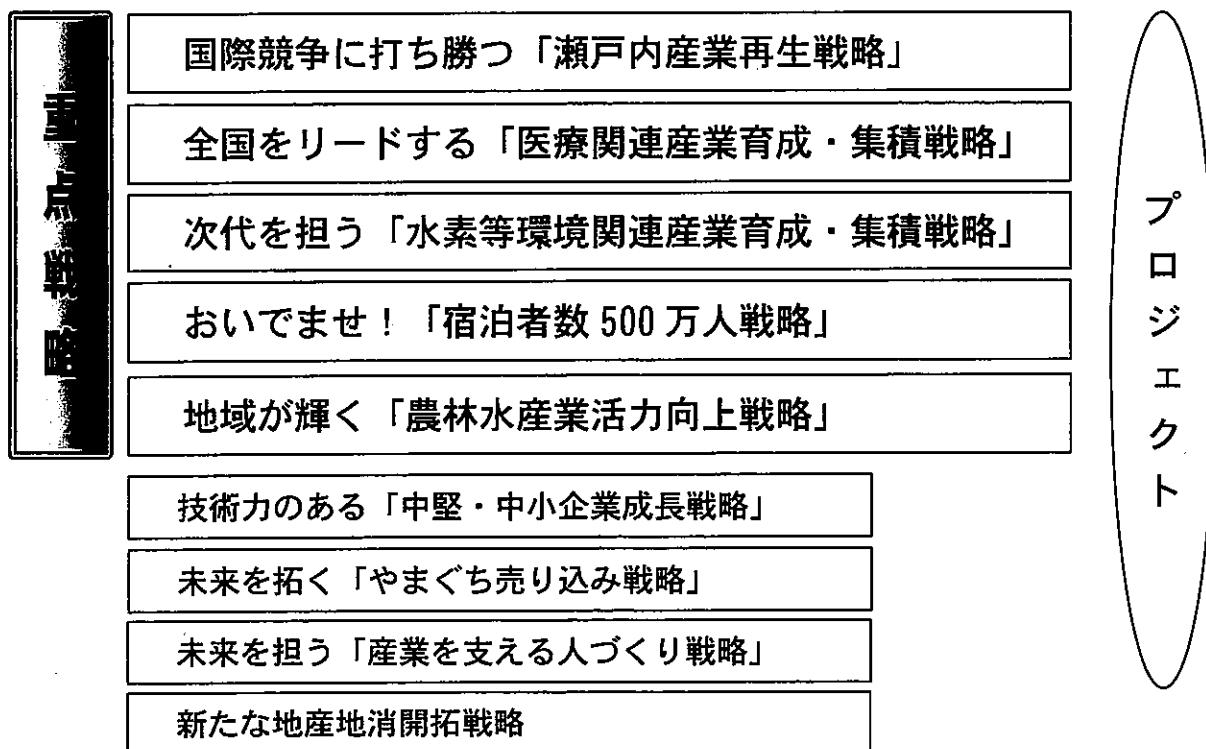 重点戦略
国際競争に打ち勝つ「瀬戸内産業再生戦略」
全国をリードする「医療関連産業育成・集積戦略」
次代を担う「水素等環境関連産業育成・集積戦略」
おいでませ！「宿泊者数500万人戦略」
地域が輝く「農林水産業活力向上戦略」
技術力のある「中堅・中小企業成長戦略」
未来を拓く「やまぐち売り込み戦略」
未来を担う「産業を支える人づくり戦略」
新たな地産地消開拓戦略
プロジェクト